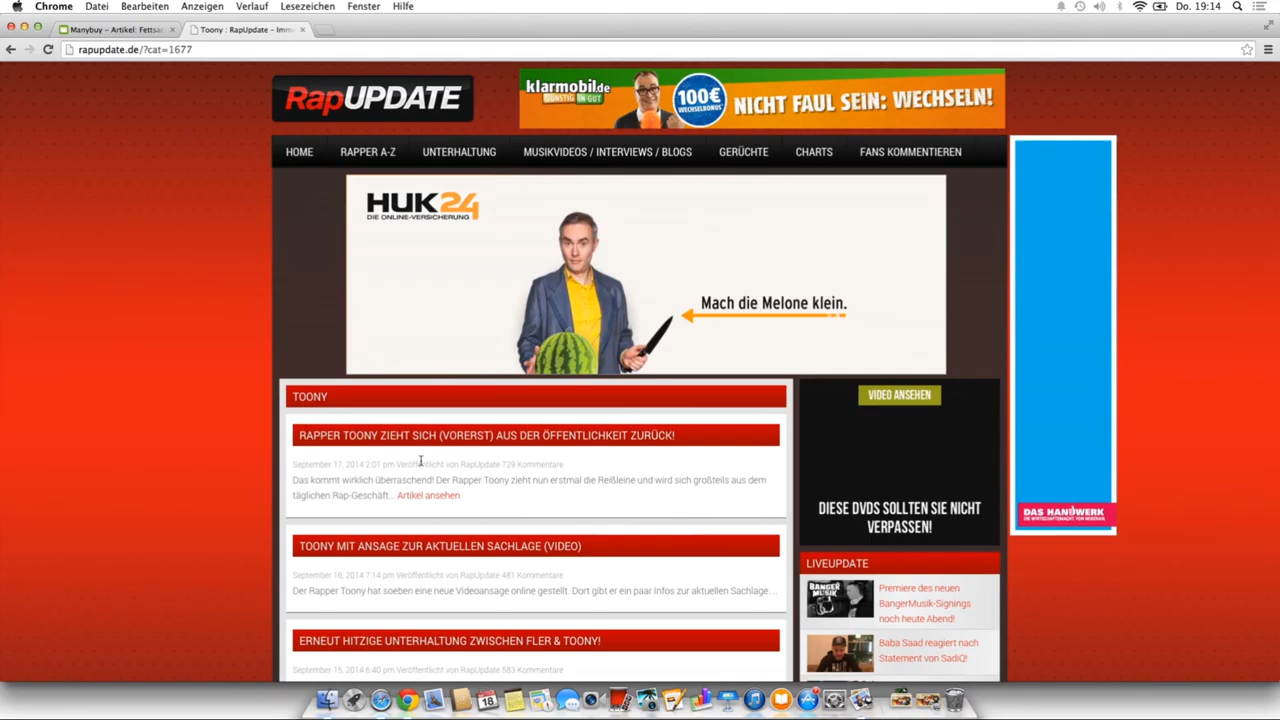 Chrome Datei Bearbeiten Anzeigen Verlauf Lesezeichen Fenster Hilfe Do. 19:14
Manybuy – Artikel: Fettsa
Toony : RapUpdate - Imme
rapupdate.de/?cat=1677
RapUPDATE
klarmobil.de
GÜNSTIG IN GUT
100€
WECHSELBONUS
NICHT FAUL SEIN: WECHSELN!
HOME RAPPER A-Z UNTERHALTUNG MUSIKVIDEOS / INTERVIEWS / BLOGS GERÜCHTE CHARTS FANS KOMMENTIEREN
HUK24
DIE ONLINE-VERSICHERUNG
Mach die Melone klein.
TOONY
RAPPER TOONY ZIEHT SICH (VORERST) AUS DER ÖFFENTLICHKEIT ZURÜCK!
September 17, 2014 2:01 pm Veröffentlicht von RapUpdate 729 Kommentare
Das kommt wirklich überraschend! Der Rapper Toony zieht nun erstmal die Reißleine und wird sich großteils aus dem
täglichen Rap-Geschäft... Artikel ansehen
TOONY MIT ANSAGE ZUR AKTUELLEN SACHLAGE (VIDEO)
September 16, 2014 7:14 pm Veröffentlicht von RapUpdate 481 Kommentare
Der Rapper Toony hat soeben eine neue Videoansage online gestellt. Dort gibt er ein paar Infos zur aktuellen Sachlage...
ERNEUT HITZIGE UNTERHALTUNG ZWISCHEN FLER & TOONY!
September 15, 2014 6:40 pm Veröffentlicht von RapUpdate 583 Kommentare
VIDEO ANSEHEN
DIESE DVDS SOLLTEN SIE NICHT
VERPASSEN!
LIVEUPDATE
BANGER
MUSIK
Premiere des neuen
BangerMusik-Signings
noch heute Abend!
Baba Saad reagiert nach
Statement von SadiQ!
DAS HANDWERK
DIE WIRTSCHAFTSMACHT VON NEBENAN.
18